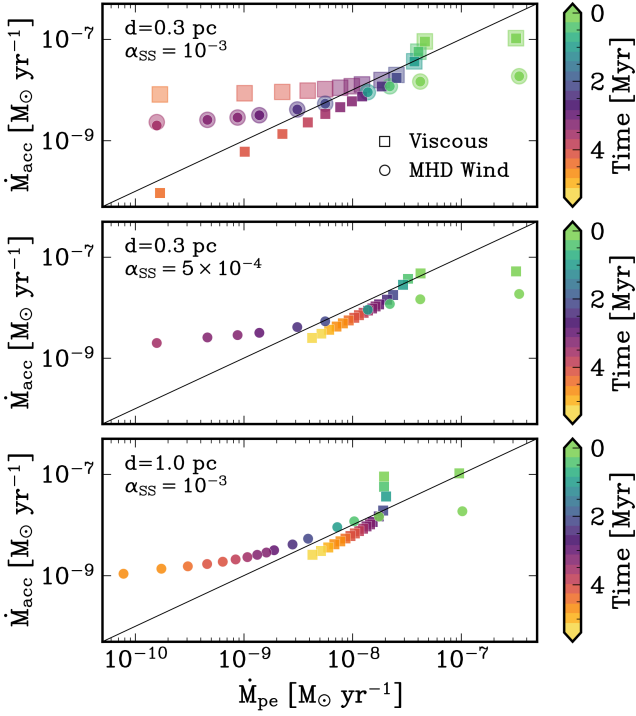 d=0.3 pc
α_SS = 10⁻³
Viscous
MHD Wind
10⁻⁷
10⁻⁹
Ṁ_acc [M_⊙ yr⁻¹]
0
2
4
Time [Myr]
d=0.3 pc
α_SS = 5 × 10⁻⁴
10⁻⁷
10⁻⁹
Ṁ_acc [M_⊙ yr⁻¹]
0
2
4
Time [Myr]
d=1.0 pc
α_SS = 10⁻³
10⁻⁷
10⁻⁹
Ṁ_acc [M_⊙ yr⁻¹]
0
2
4
Time [Myr]
10⁻¹⁰ 10⁻⁹ 10⁻⁸ 10⁻⁷
Ṁ_pe [M_⊙ yr⁻¹]